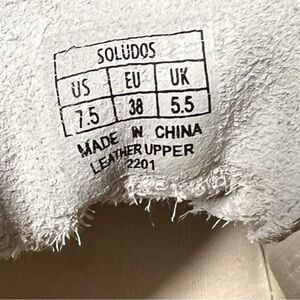 SOLUDOS
US EU UK
7.5 38 5.5
MADE IN CHINA
LEATHER UPPER
2201